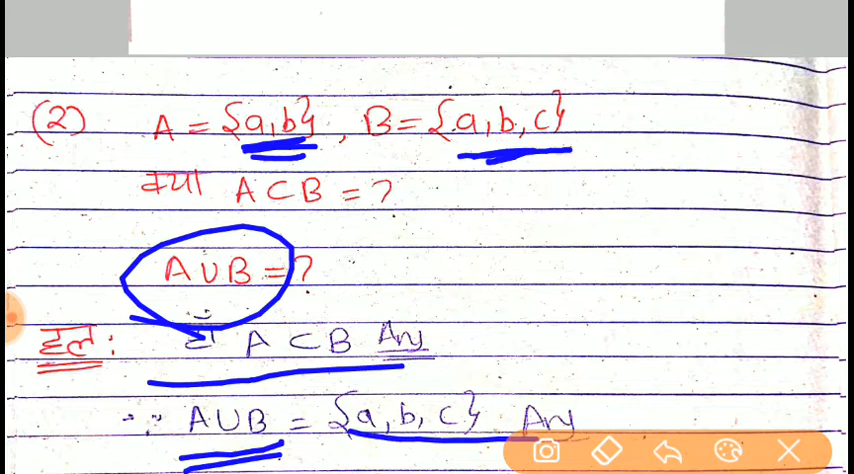 (2) A = {a,b}, B = {a, b, c}
क्या A ⊂ B = ?
A ∪ B = ?
हल : हाँ A ⊂ B Ans
∵ A ∪ B = {a, b, c} Ans